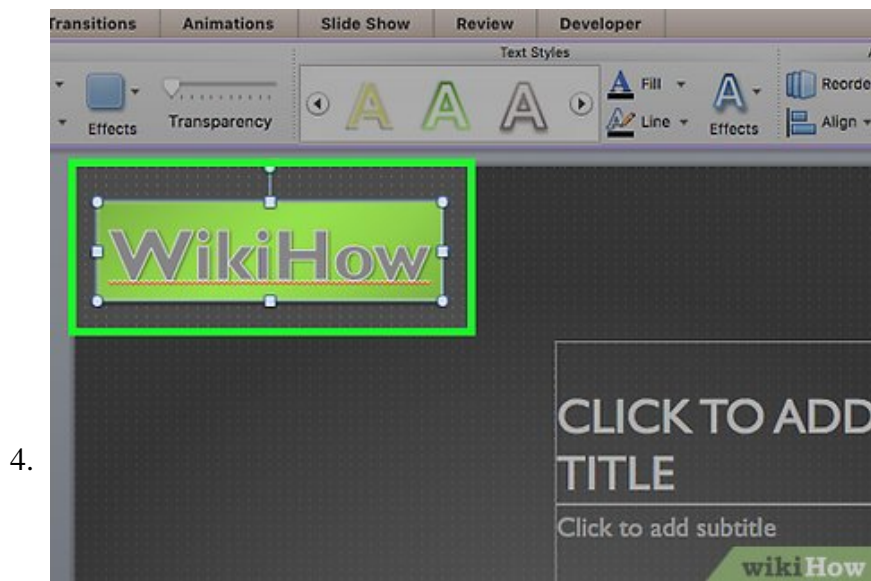 Transitions Animations Slide Show Review Developer
Text Styles
Effects Transparency A A A Fill Line Effects Reorde Align
WikiHow
CLICK TO ADD
TITLE
Click to add subtitle
4.
wikiHow